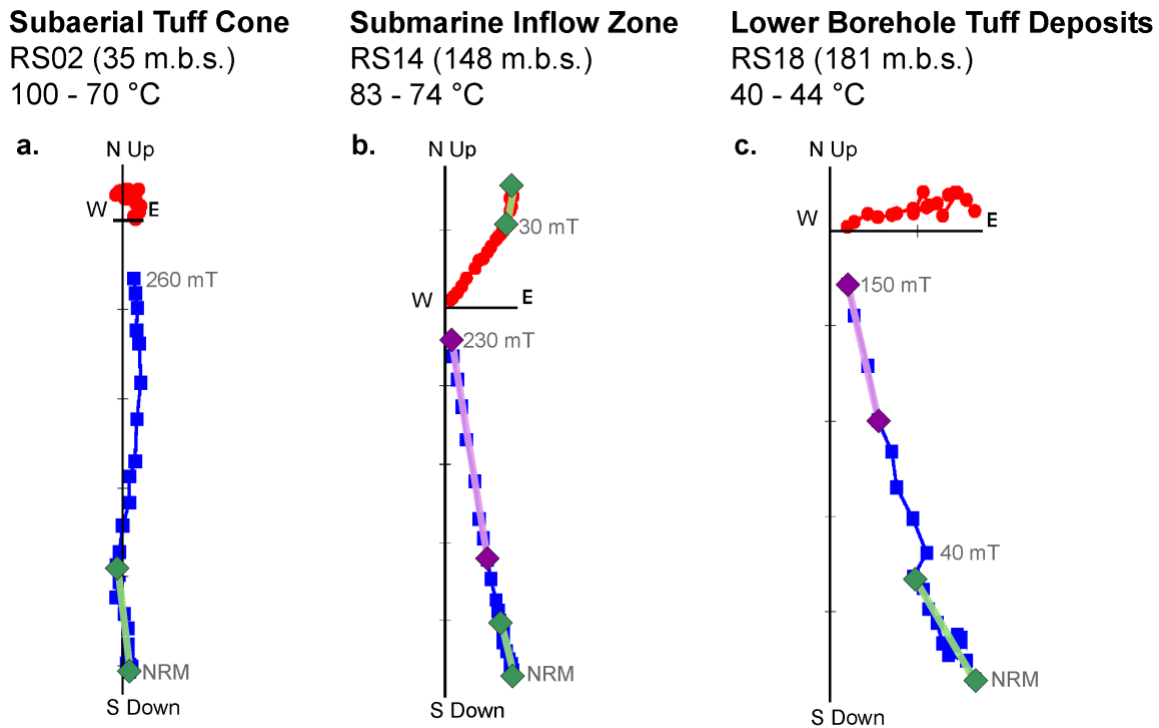 Subaerial Tuff Cone
RS02 (35 m.b.s.)
100 - 70 °C
Submarine Inflow Zone
RS14 (148 m.b.s.)
83 - 74 °C
Lower Borehole Tuff Deposits
RS18 (181 m.b.s.)
40 - 44 °C
a.
N Up
W
E
260 mT
NRM
S Down
b.
N Up
30 mT
W
E
230 mT
NRM
c.
N Up
W
E
150 mT
40 mT
NRM
S Down